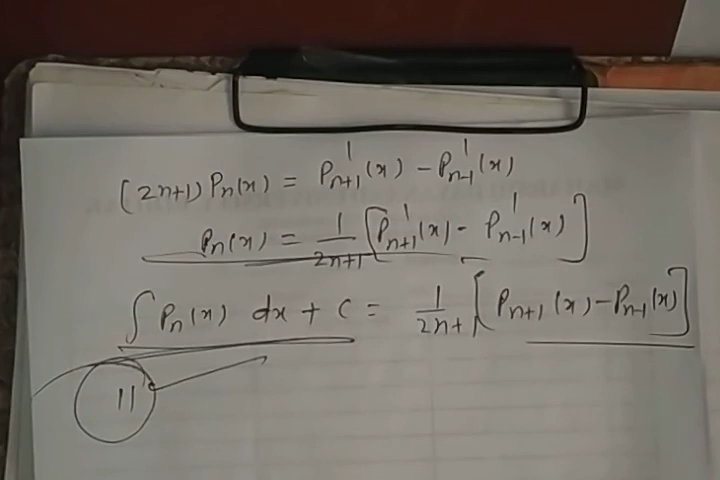 (2n+1) Pn(x) = P'n+1(x) - P'n-1(x)
Pn(x) = 1/2n+1 [P'n+1(x) - P'n-1(x)]
∫ Pn(x) dx + C = 1/2n+1 [Pn+1(x) - Pn-1(x)]
11